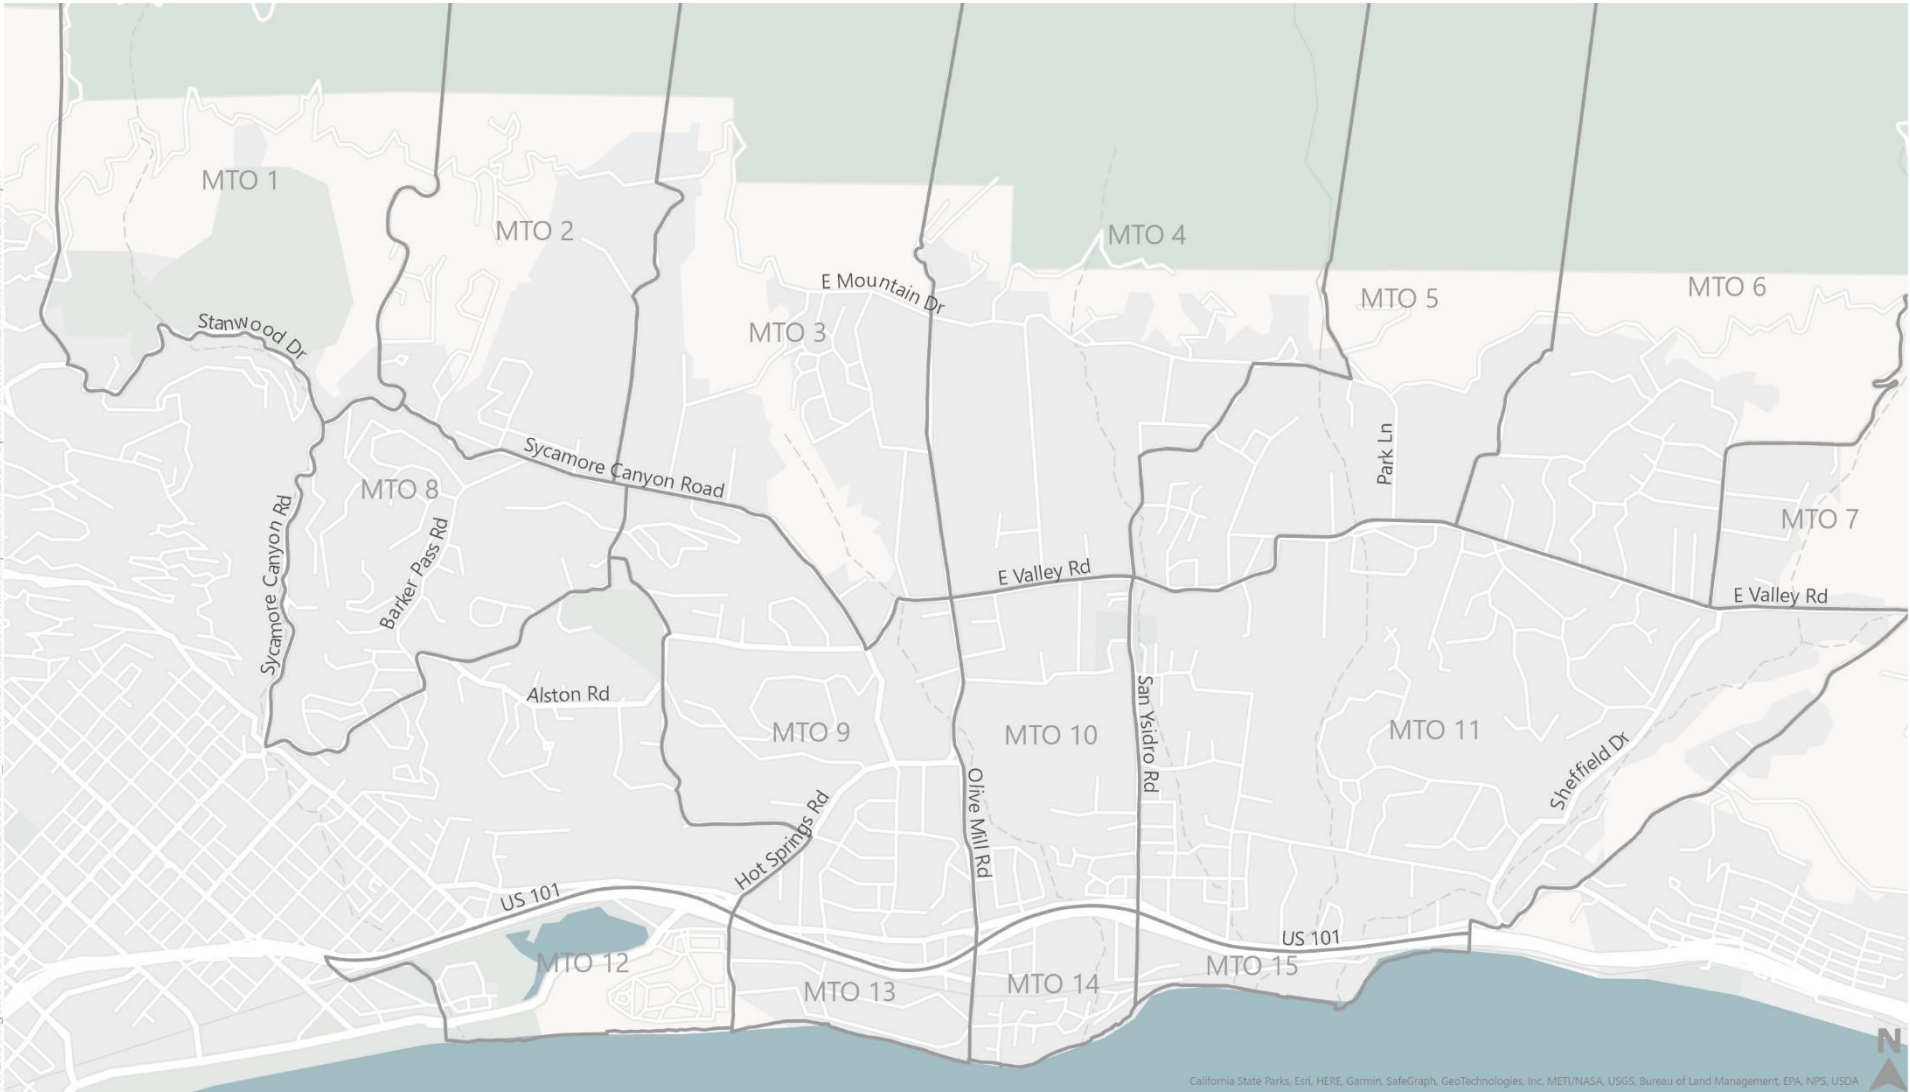 MTO 1
MTO 2
MTO 4
MTO 6
MTO 5
E Mountain Dr
Stanwood Dr
MTO 3
Park Ln
Sycamore Canyon Road
MTO 8
MTO 7
Sycamore Canyon Rd
Barker Pass Rd
E Valley Rd
E Valley Rd
Alston Rd
San Ysidro Rd
MTO 9
MTO 10
MTO 11
Sheffield Dr
Olive Mill Rd
Hot Springs Rd
US 101
US 101
MTO 12
MTO 15
MTO 13
MTO 14
N
California State Parks, Esri, HERE, Garmin, SafeGraph, GeoTechnologies, Inc, METI/NASA, USGS, Bureau of Land Management, EPA, NPS, USDA